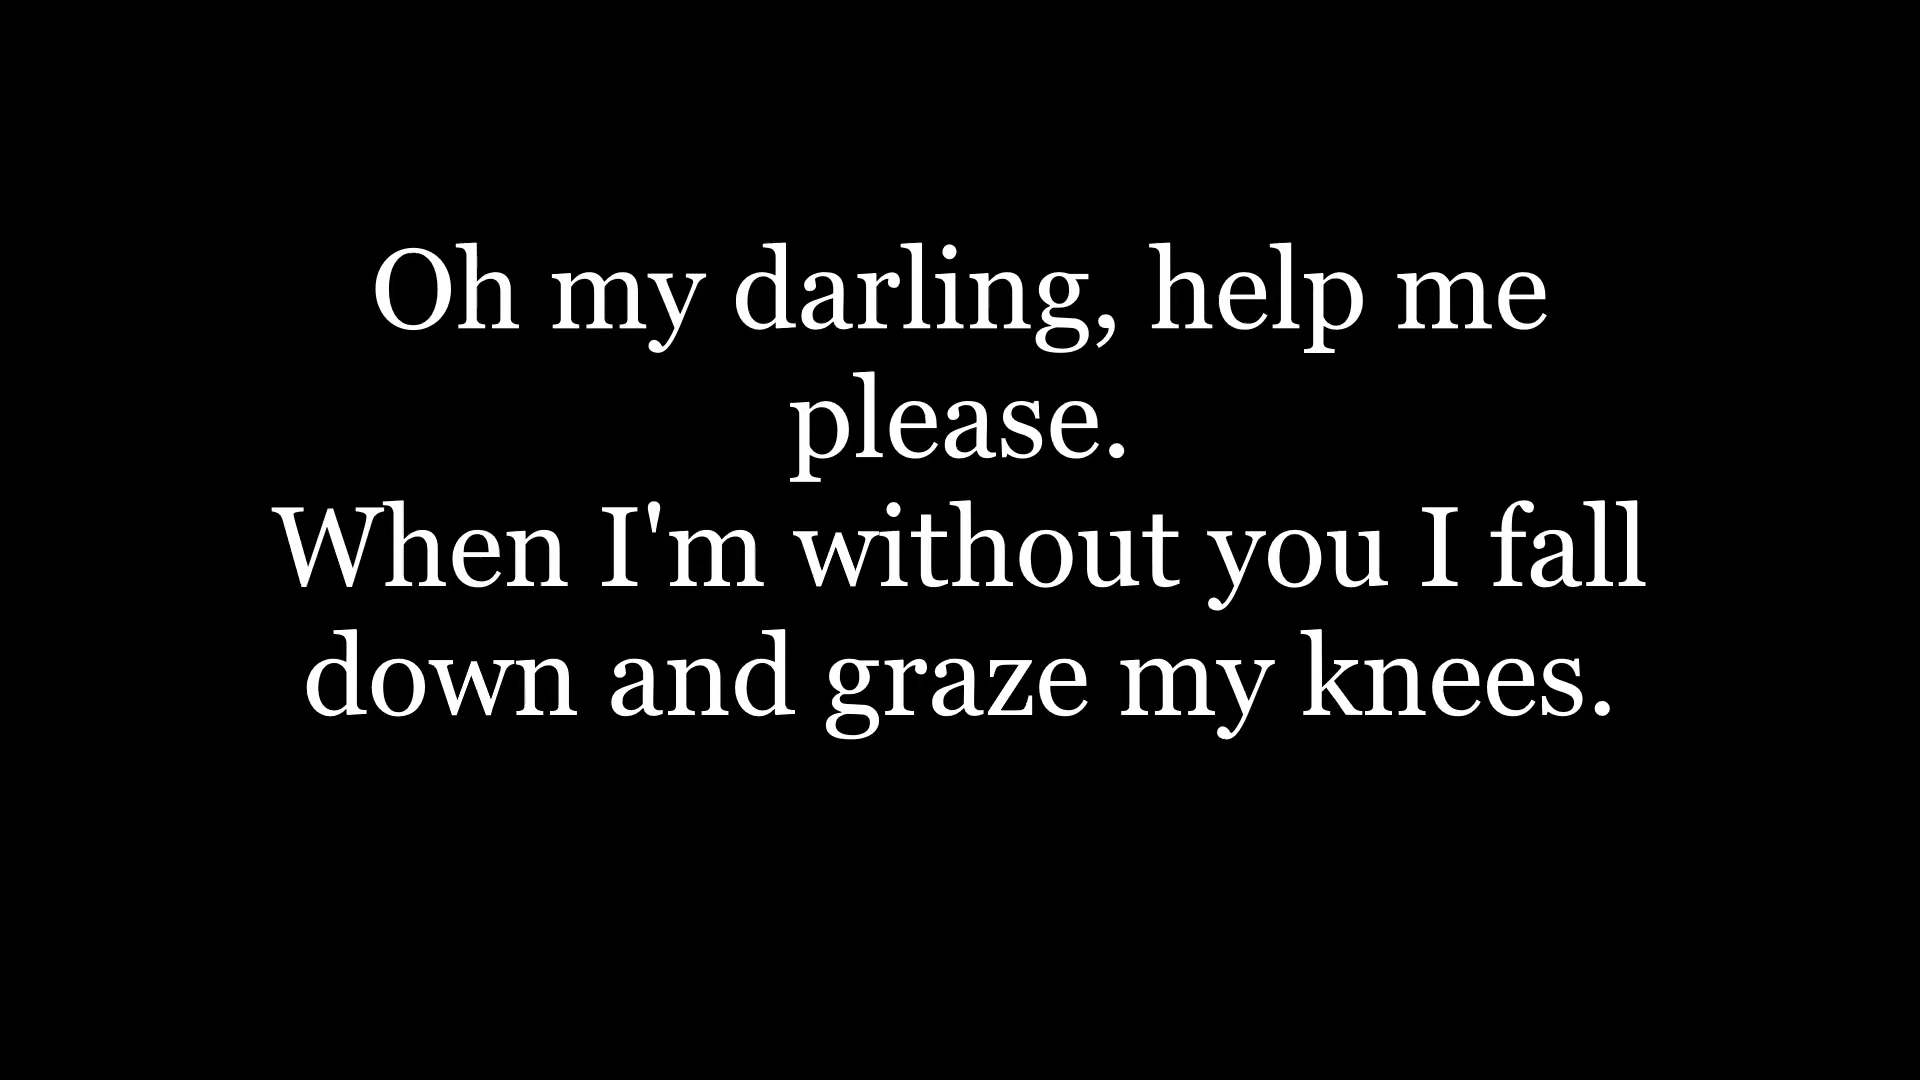 Oh my darling, help me
please.
When I'm without you I fall
down and graze my knees.